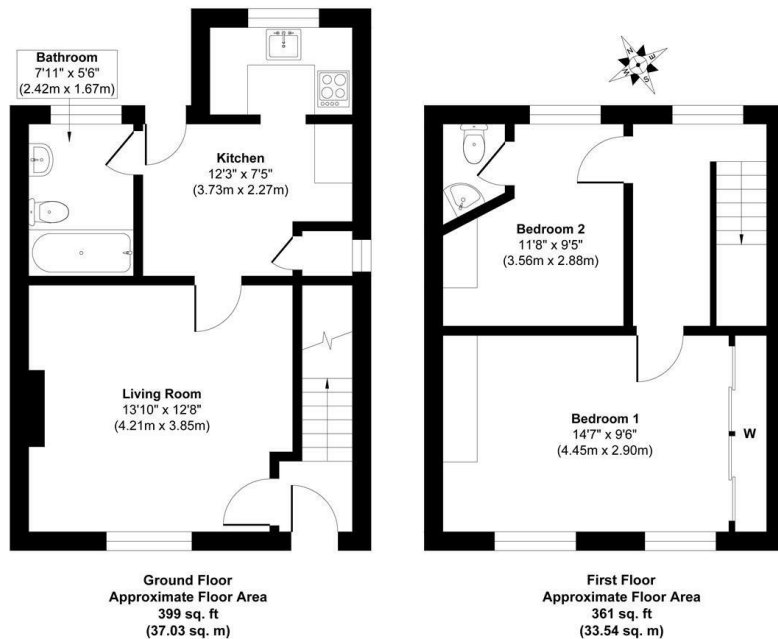 Bathroom
7'11" x 5'6"
(2.42m x 1.67m)
Kitchen
12'3" x 7'5"
(3.73m x 2.27m)
Living Room
13'10" x 12'8"
(4.21m x 3.85m)
Ground Floor
Approximate Floor Area
399 sq. ft
(37.03 sq. m)
N
E
S
W
Bedroom 2
11'8" x 9'5"
(3.56m x 2.88m)
Bedroom 1
14'7" x 9'6"
(4.45m x 2.90m)
W
First Floor
Approximate Floor Area
361 sq. ft
(33.54 sq. m)